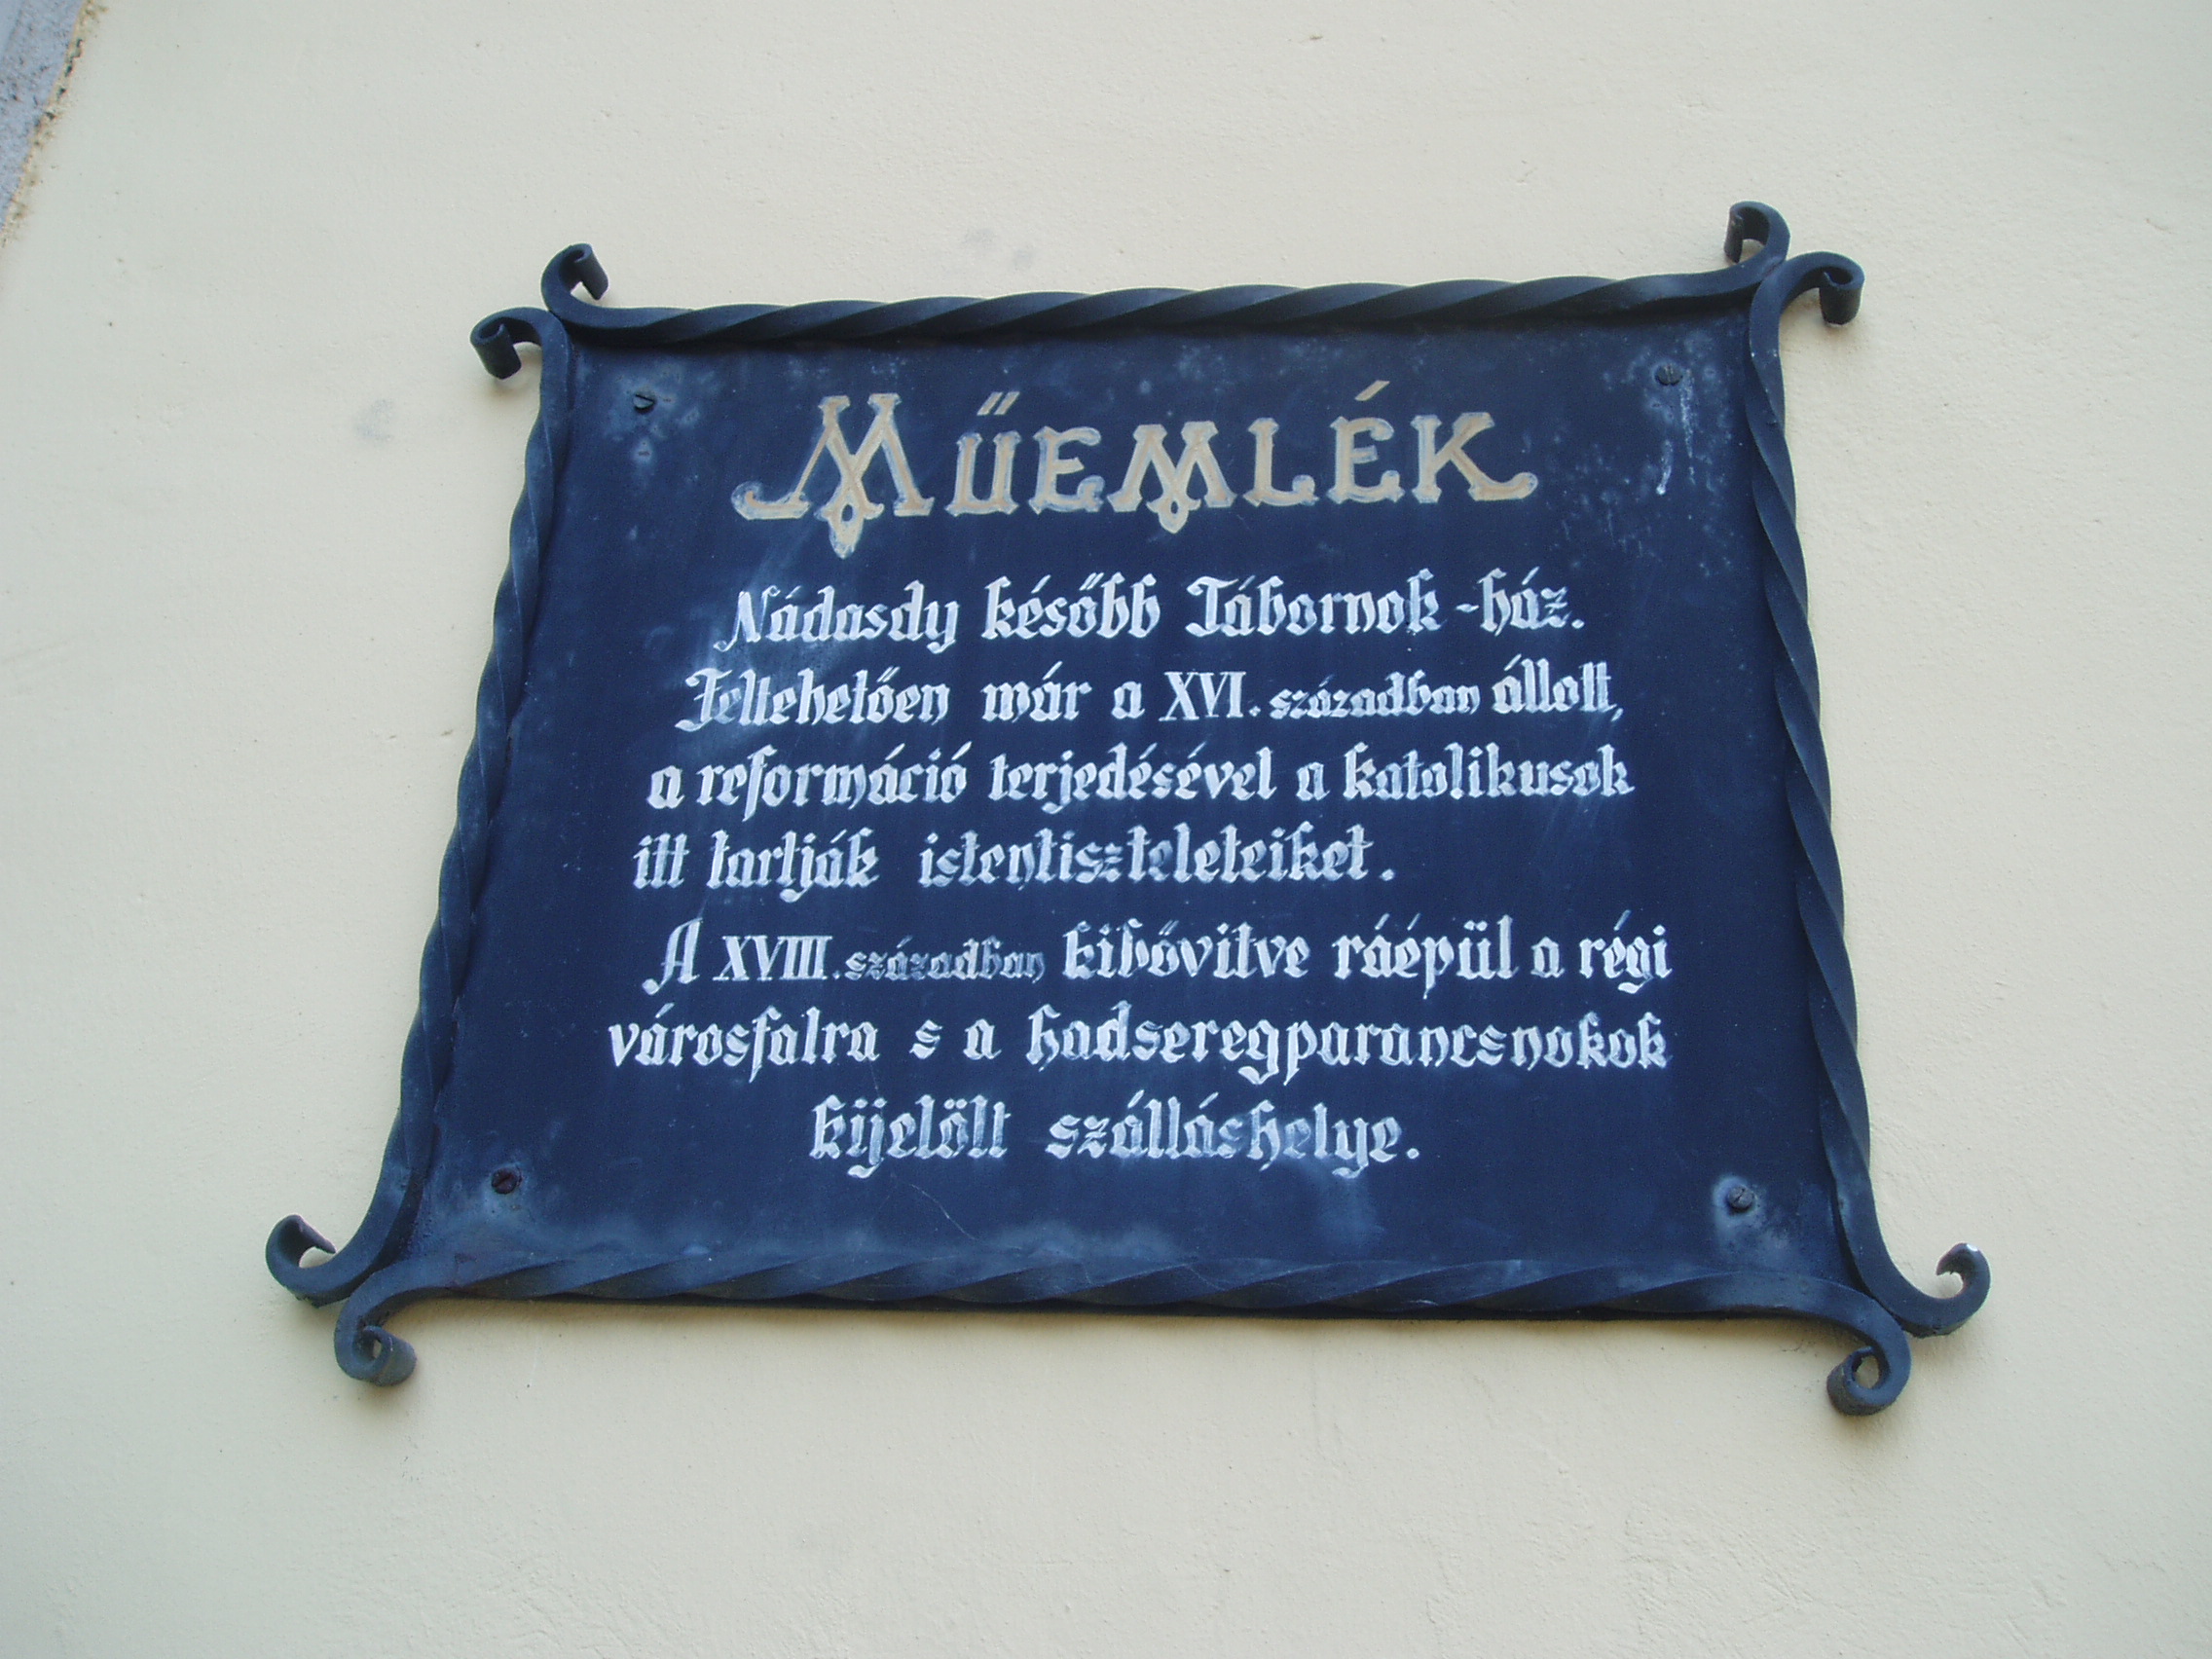 MŰEMLÉK
Nádasdy később Tábornok-ház.
Feltehetően már a XVI. században állott,
a reformáció terjedésével a katolikusok
itt tartják istentiszteleteiket.
A XVIII. században kibővitve ráépül a régi
városfalra s a hadseregparancsnokok
kijelölt szálláshelye.